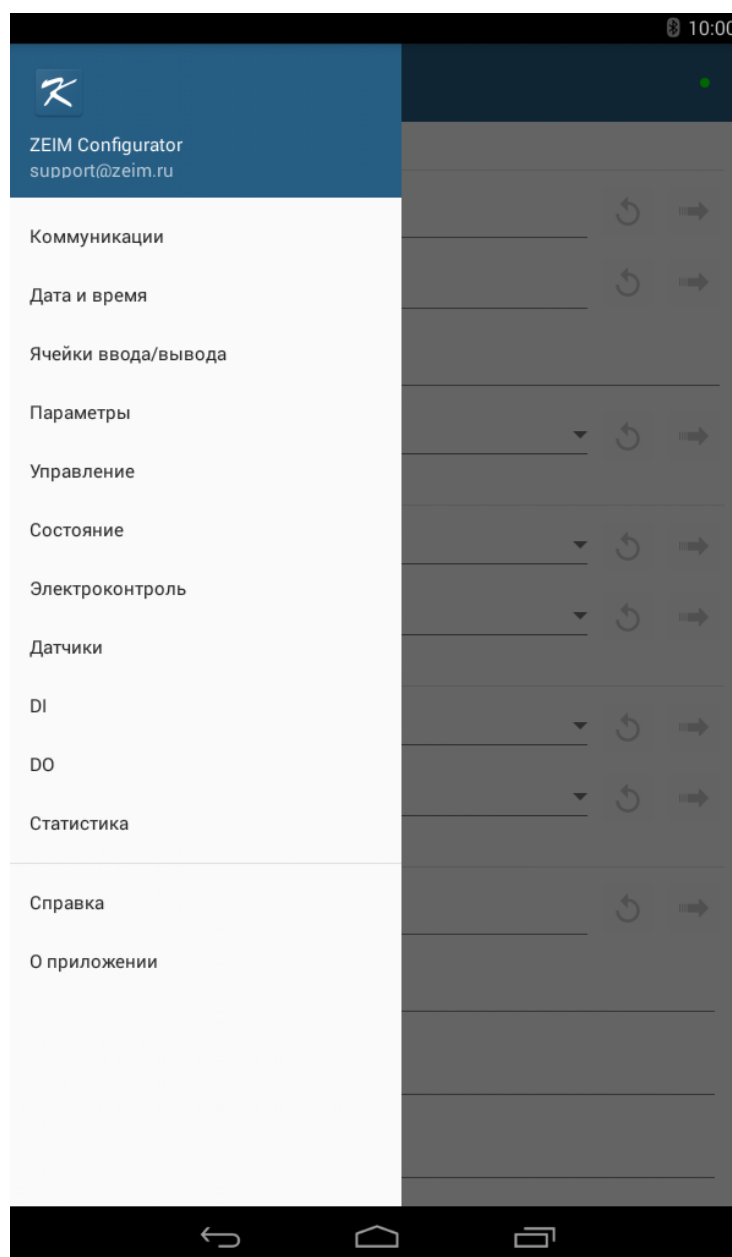 10:00
ZEIM Configurator
support@zeim.ru
Коммуникации
Дата и время
Ячейки ввода/вывода
Параметры
Управление
Состояние
Электроконтроль
Датчики
DI
DO
Статистика
Справка
О приложении